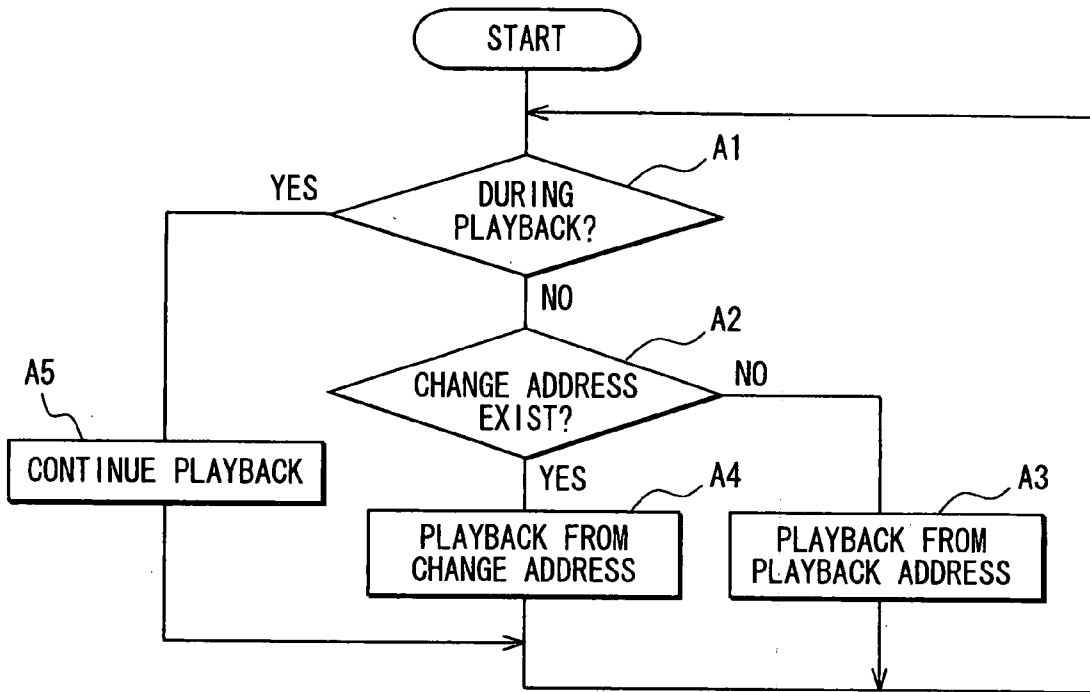 START
A1
YES
DURING
PLAYBACK?
NO
A2
CHANGE ADDRESS
EXIST?
NO
A5
CONTINUE PLAYBACK
YES
A4
PLAYBACK FROM
CHANGE ADDRESS
A3
PLAYBACK FROM
PLAYBACK ADDRESS